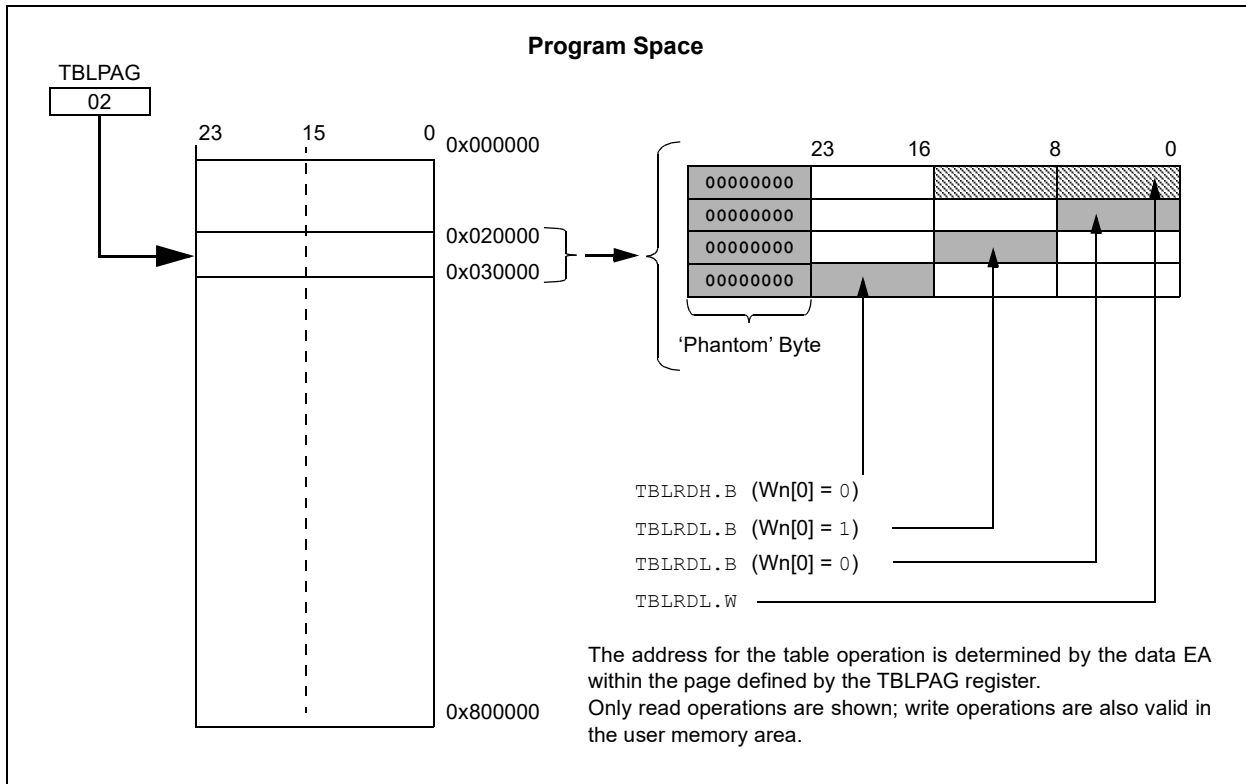 Program Space
TBLPAG
02
23 15 0
0x000000
0x020000
0x030000
0x800000
23 16 8 0
00000000
00000000
00000000
00000000
‘Phantom’ Byte
TBLRDH.B (Wn[0] = 0)
TBLRDL.B (Wn[0] = 1)
TBLRDL.B (Wn[0] = 0)
TBLRDL.W
The address for the table operation is determined by the data EA
within the page defined by the TBLPAG register.
Only read operations are shown; write operations are also valid in
the user memory area.